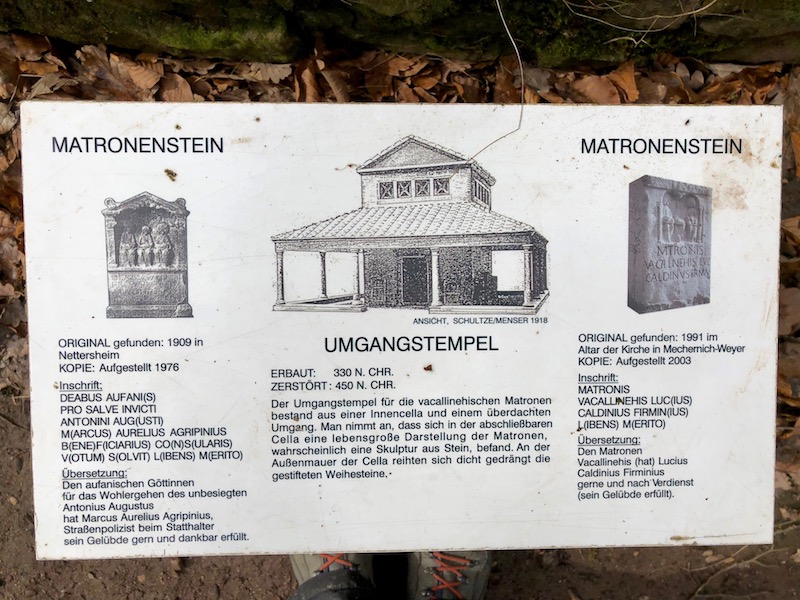 MATRONENSTEIN
ORIGINAL gefunden: 1909 in
Nettersheim
KOPIE: Aufgestellt 1976
Inschrift:
DEABUS AUFANI(S)
PRO SALVE INVICTI
ANTONINI AUG(USTI)
M(ARCUS) AURELIUS AGRIPINIUS
B(ENE)F(ICIARIUS) CO(N)S(ULARIS)
V(OTUM) S(OLVIT) L(IBENS) M(ERITO)
Übersetzung:
Den aufanischen Göttinnen
für das Wohlergehen des unbesiegten
Antonius Augustus
hat Marcus Aurelius Agripinius,
Straßenpolizist beim Statthalter
sein Gelübde gern und dankbar erfüllt.
ANSICHT, SCHULTZE/MENSER 1918
UMGANGSTEMPEL
ERBAUT: 330 N. CHR.
ZERSTÖRT: 450 N. CHR.
Der Umgangstempel für die vacallinehischen Matronen
bestand aus einer Innencella und einem überdachten
Umgang. Man nimmt an, dass sich in der abschließbaren
Cella eine lebensgroße Darstellung der Matronen,
wahrscheinlich eine Skulptur aus Stein, befand. An der
Außenmauer der Cella reihten sich dicht gedrängt die
gestifteten Weihesteine.
MATRONENSTEIN
MTRONIS
VACALLNEHIS
CALDINVS FIRM
ORIGINAL gefunden: 1991 im
Altar der Kirche in Mechernich-Weyer
KOPIE: Aufgestellt 2003
Inschrift:
MATRONIS
VACALLINEHIS LUC(IUS)
CALDINIUS FIRMIN(IUS)
L(IBENS) M(ERITO)
Übersetzung:
Den Matronen
Vacallinehis (hat) Lucius
Caldinius Firminius
gerne und nach Verdienst
(sein Gelübde erfüllt).